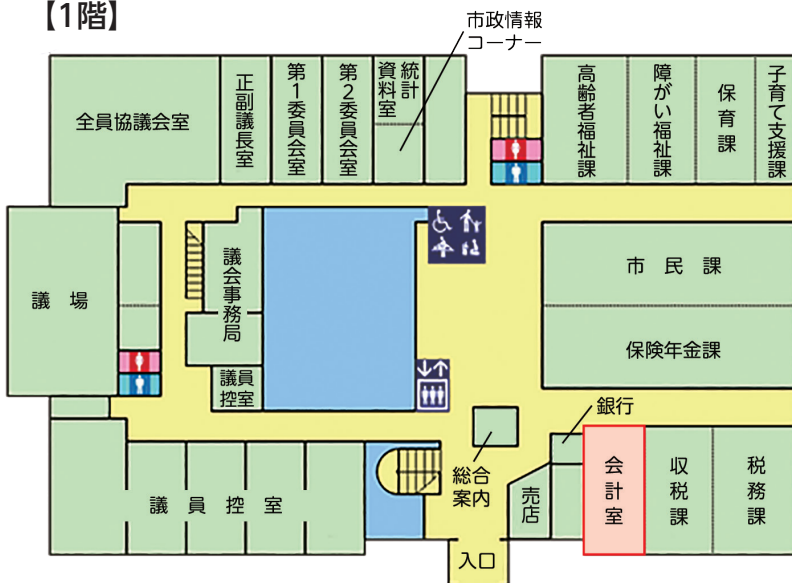 【1階】
市政情報
コーナー
全員協議会室
正副議長室
第1委員会室
第2委員会室
統計
資料室
高齢者福祉課
障がい福祉課
保育課
子育て支援課
議場
議会事務局
議員
控室
市民課
保険年金課
銀行
総合
案内
売店
会計室
収税課
税務課
議員控室
入口